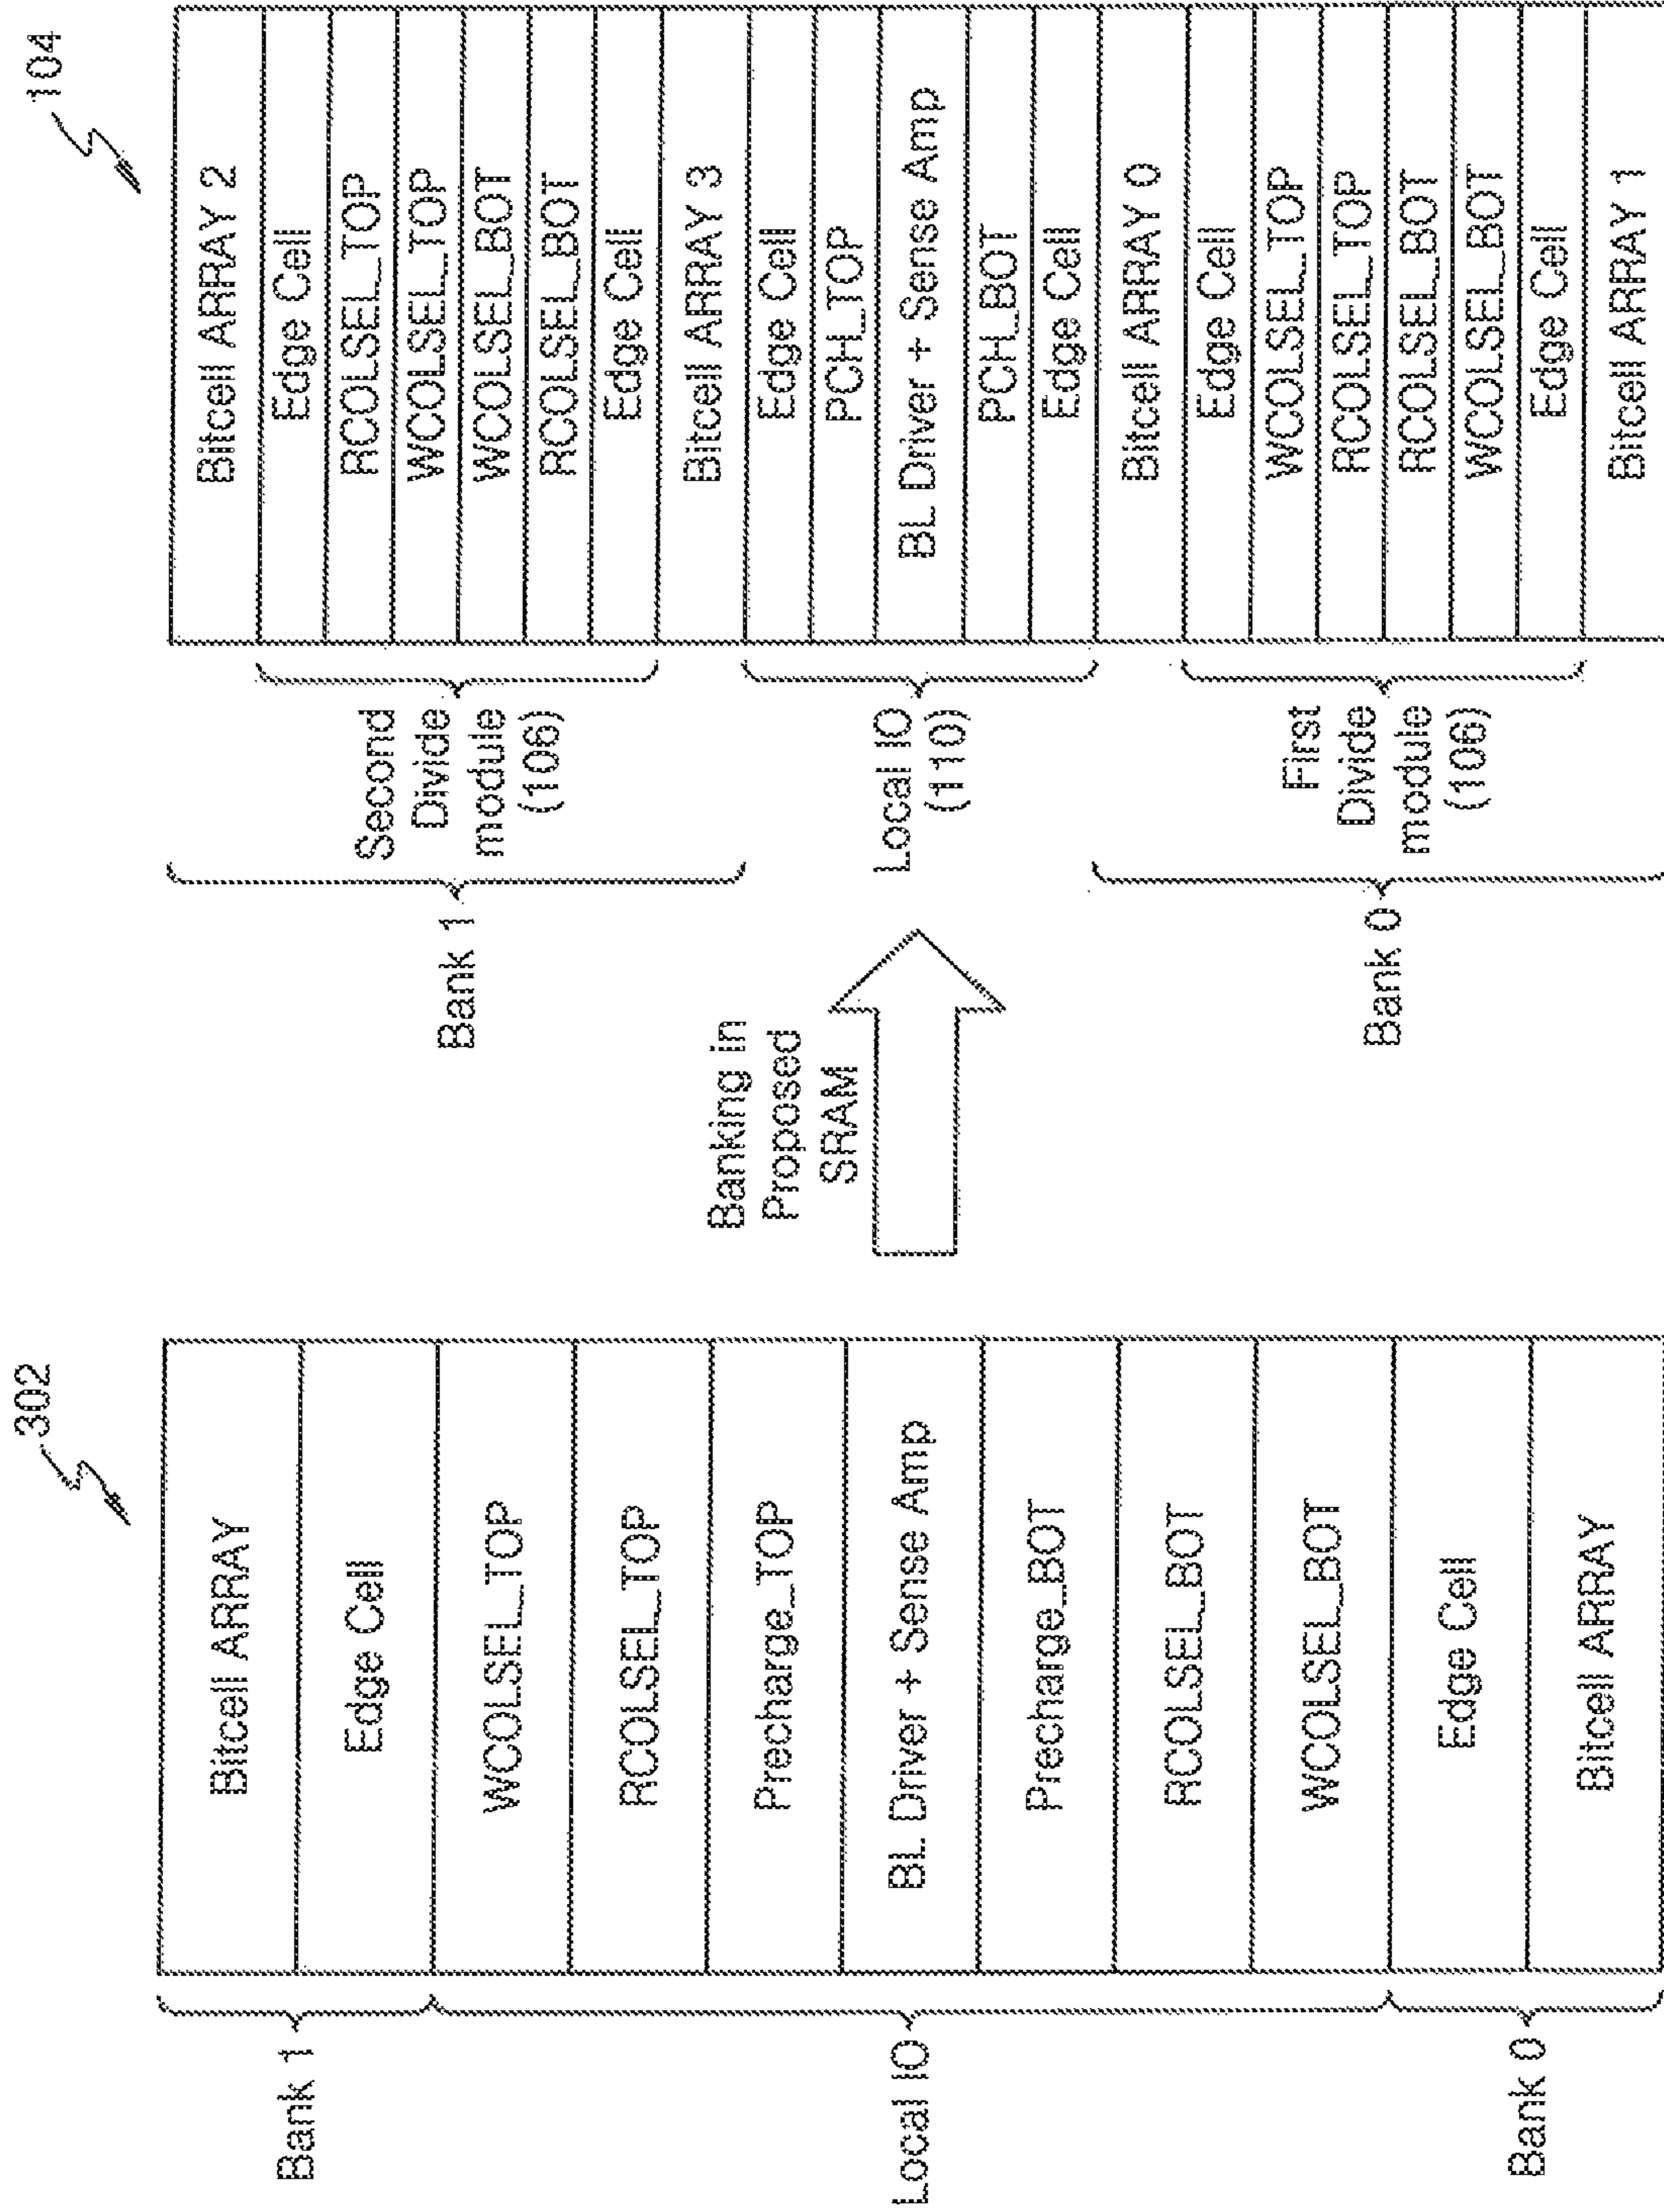 302
Bank 1
Local IO
Bank 0
Bitcell ARRAY
Edge Cell
WCOLSEL_TOP
RCOLSEL_TOP
Precharge_TOP
BL Driver + Sense Amp
Precharge_BOT
RCOLSEL_BOT
WCOLSEL_BOT
Edge Cell
Bitcell ARRAY
Banking in
Proposed
SRAM
104
Bank 1
Second
Divide
module
(106)
Local IO
(110)
Bank 0
First
Divide
module
(106)
Bitcell ARRAY 2
Edge Cell
RCOLSEL_TOP
WCOLSEL_TOP
WCOLSEL_BOT
RCOLSEL_BOT
Edge Cell
Bitcell ARRAY 3
Edge Cell
PCH_TOP
BL Driver + Sense Amp
PCH_BOT
Edge Cell
Bitcell ARRAY 0
Edge Cell
WCOLSEL_TOP
RCOLSEL_TOP
RCOLSEL_BOT
WCOLSEL_BOT
Edge Cell
Bitcell ARRAY 1